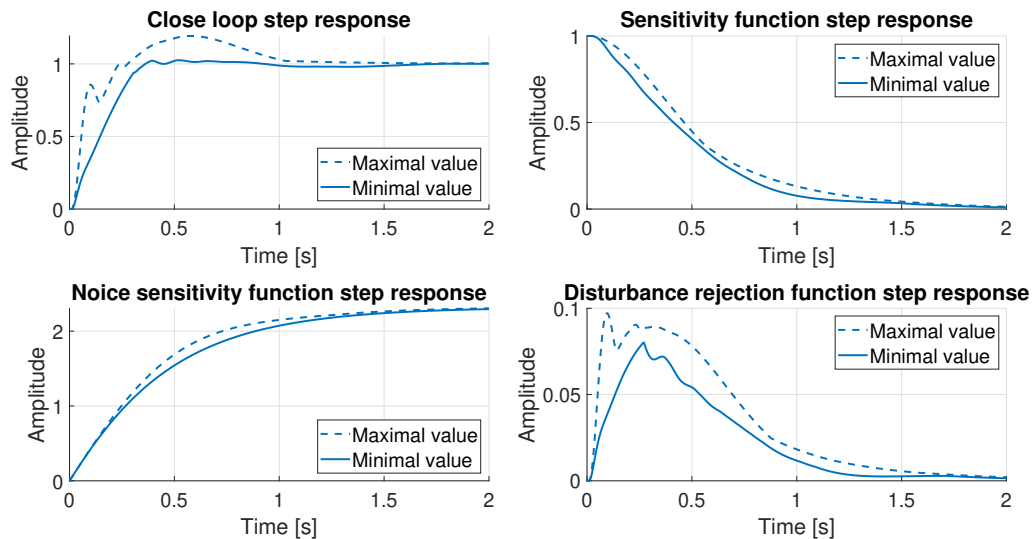 Close loop step response
Amplitude
1
0.5
0
Maximal value
Minimal value
0 0.5 1 1.5 2
Time [s]
Sensitivity function step response
Amplitude
1
0.5
0
Maximal value
Minimal value
0 0.5 1 1.5 2
Time [s]
Noice sensitivity function step response
Amplitude
2
1
0
Maximal value
Minimal value
0 0.5 1 1.5 2
Time [s]
Disturbance rejection function step response
Amplitude
0.1
0.05
0
Maximal value
Minimal value
0 0.5 1 1.5 2
Time [s]